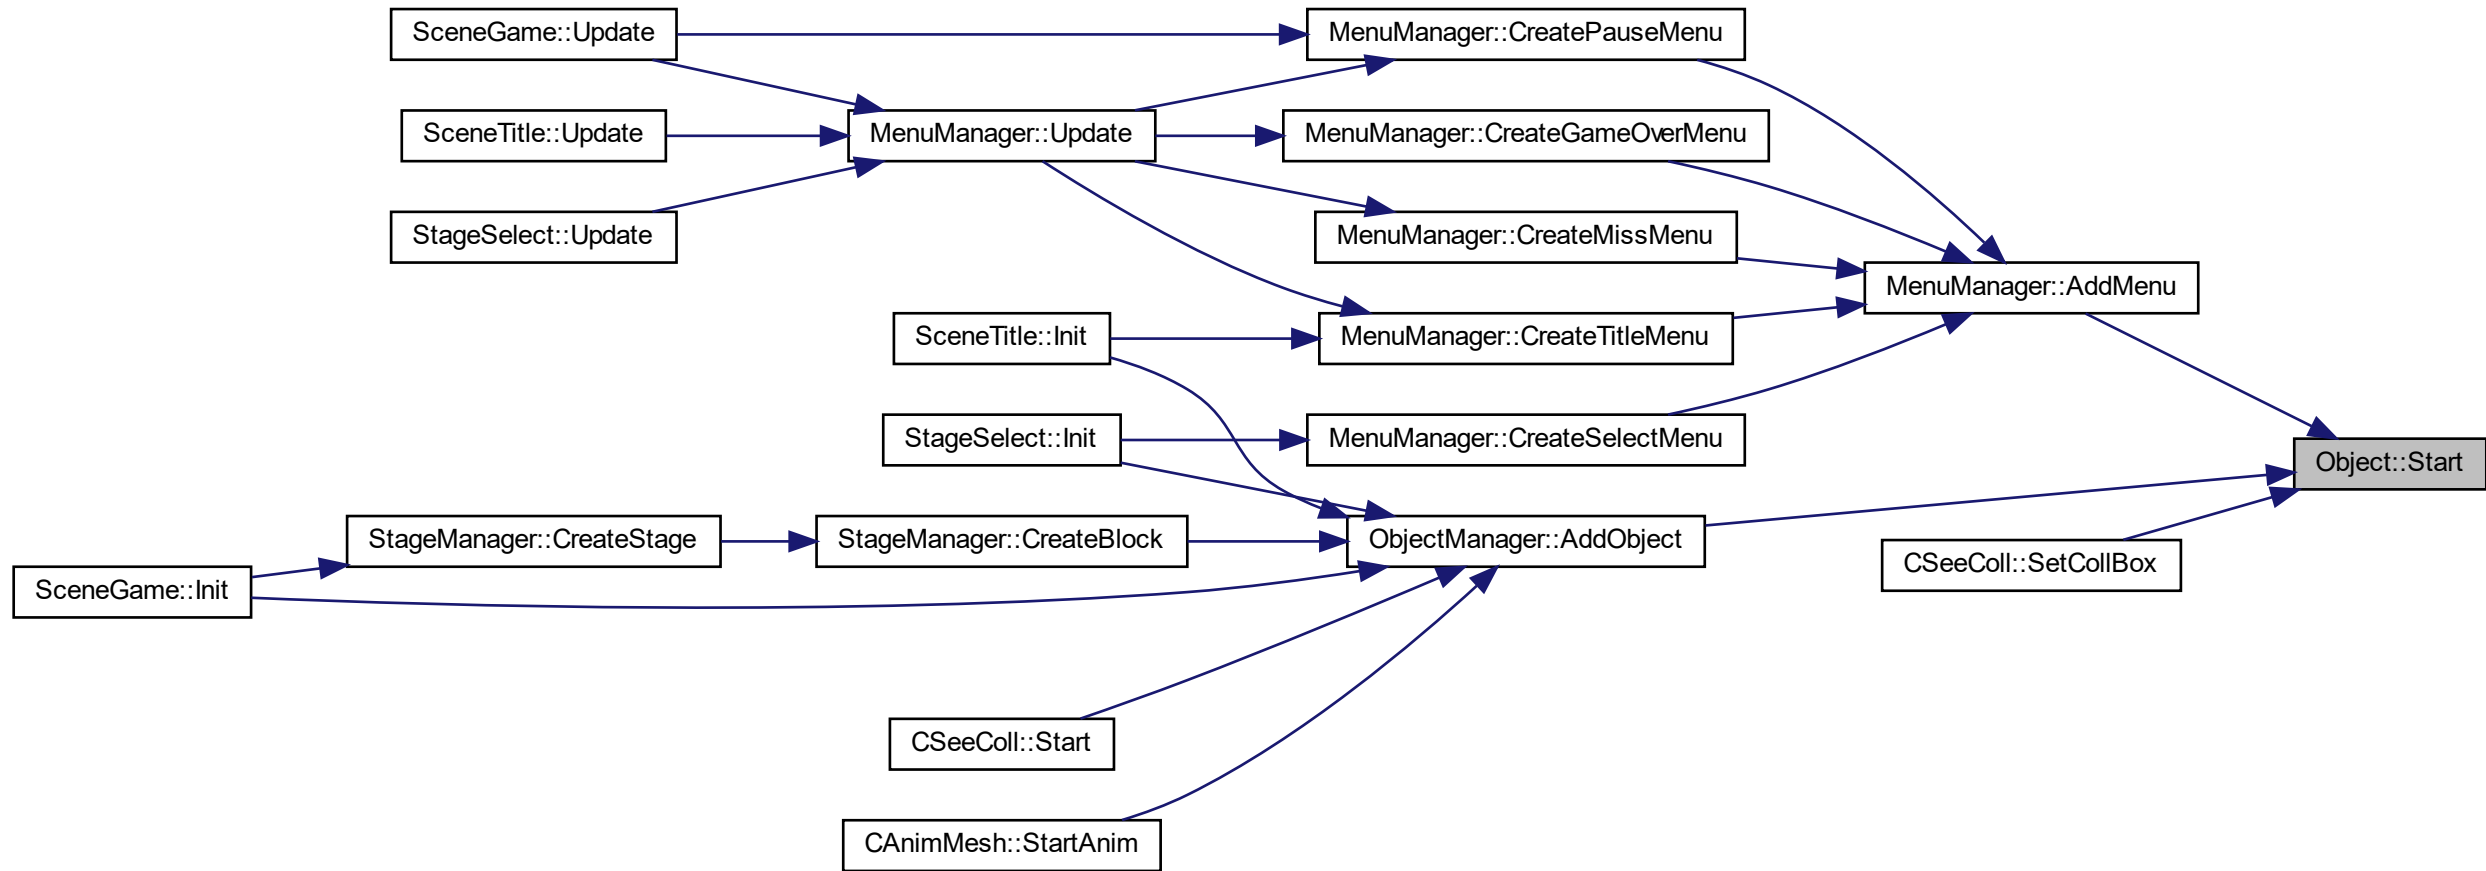 SceneGame::Update
MenuManager::CreatePauseMenu
SceneTitle::Update
MenuManager::Update
MenuManager::CreateGameOverMenu
StageSelect::Update
MenuManager::CreateMissMenu
MenuManager::AddMenu
SceneTitle::Init
MenuManager::CreateTitleMenu
StageSelect::Init
MenuManager::CreateSelectMenu
Object::Start
StageManager::CreateStage
StageManager::CreateBlock
ObjectManager::AddObject
CSeeColl::SetCollBox
SceneGame::Init
CSeeColl::Start
CAnimMesh::StartAnim